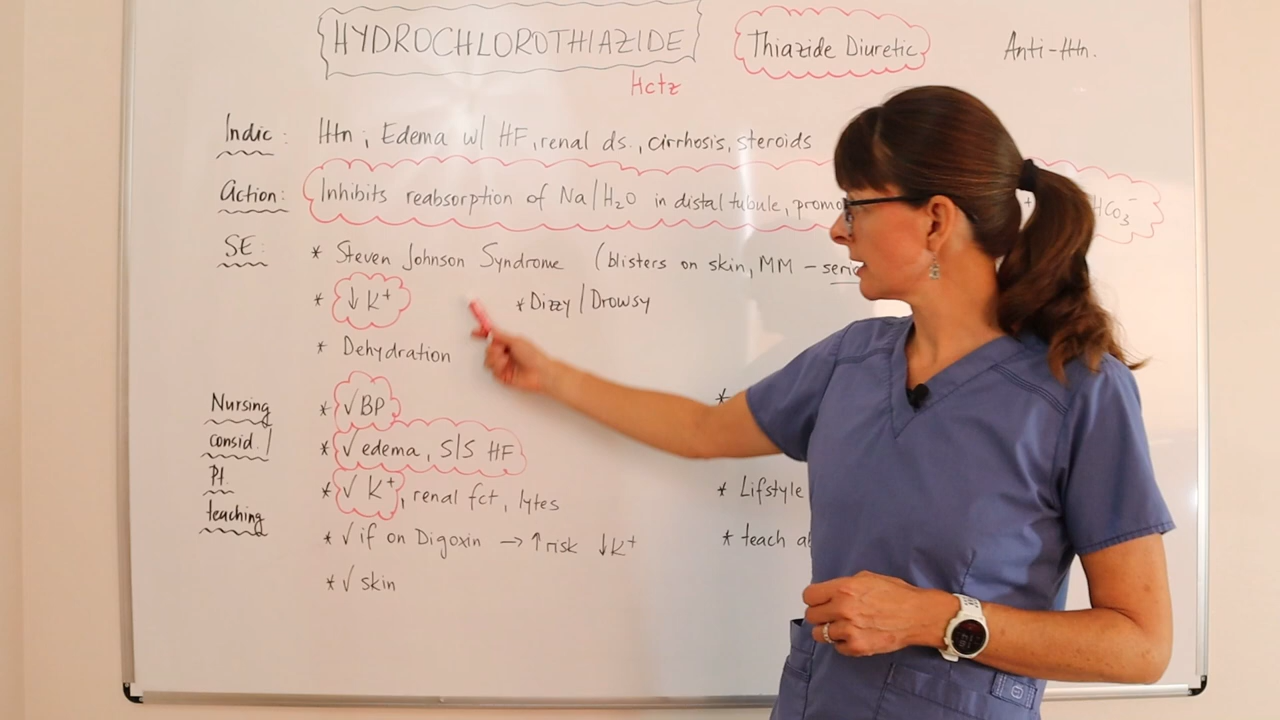 HYDROCHLOROTHIAZIDE Thiazide Diuretic Anti-Htn.
Hctz
Indic: Htn, Edema w/ HF, renal ds., cirrhosis, steroids
Action: Inhibits reabsorption of Na/H2O in distal tubule, HCO3-
SE: * Steven Johnson Syndrome (blisters on skin, MM -
* ↓ K+ * Dizzy/Drowsy
* Dehydration
Nursing * √ BP *
consid./ * √ edema, S/S HF
Pt. * √ K+, renal fct, lytes * Lifstyle
teaching * √ if on Digoxin → ↑ risk ↓K+ * teach
* √ skin